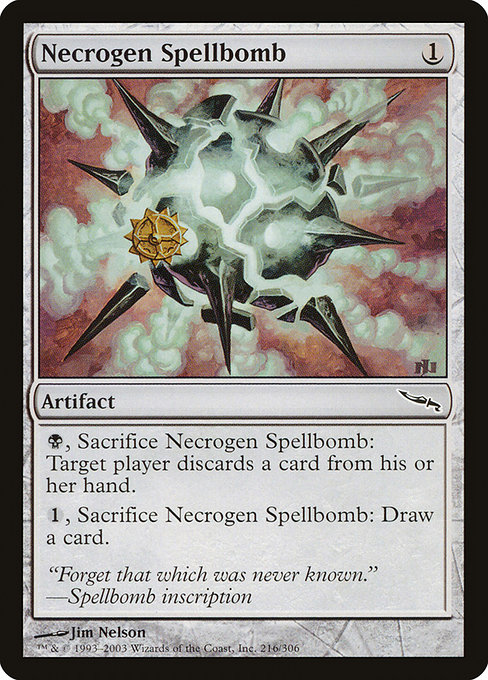 Necrogen Spellbomb 1
Artifact
, Sacrifice Necrogen Spellbomb:
Target player discards a card from his or
her hand.
1, Sacrifice Necrogen Spellbomb: Draw
a card.
“Forget that which was never known.”
—Spellbomb inscription
Jim Nelson
™ & © 1993–2003 Wizards of the Coast, Inc. 216/306